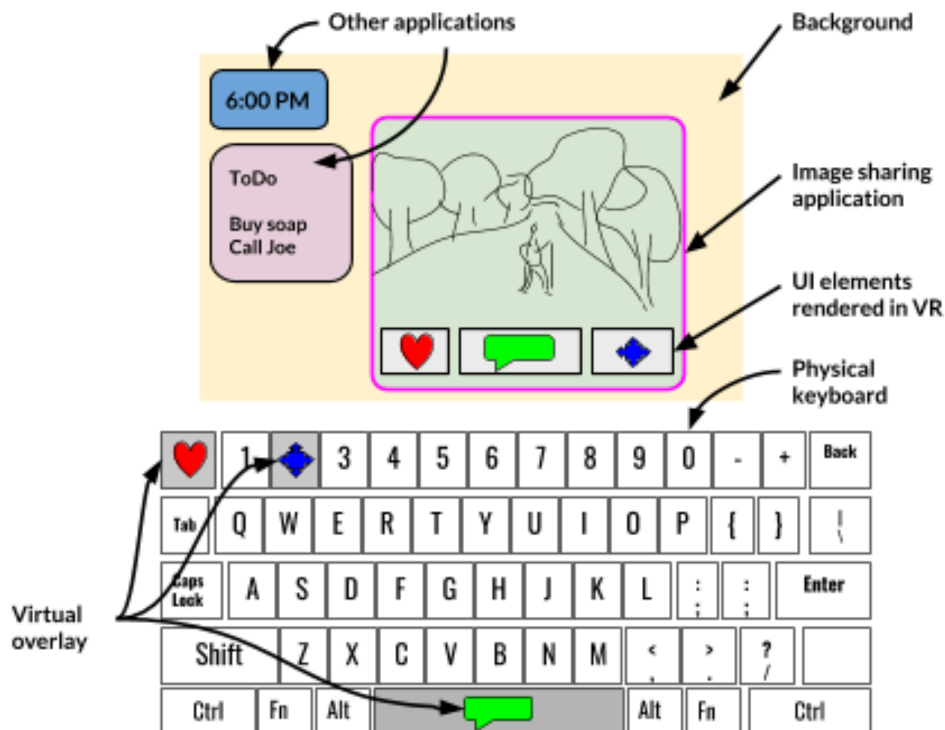 Other applications
Background
6:00 PM
ToDo
Buy soap
Call Joe
Image sharing
application
UI elements
rendered in VR
Physical
keyboard
1 3 4 5 6 7 8 9 0 - + Back
Tab Q W E R T Y U I O P { } | \
Caps
Lock
A S D F G H J K L : ; : ; Enter
Virtual
overlay
Shift Z X C V B N M < , > . ? /
Ctrl Fn Alt Alt Fn Ctrl